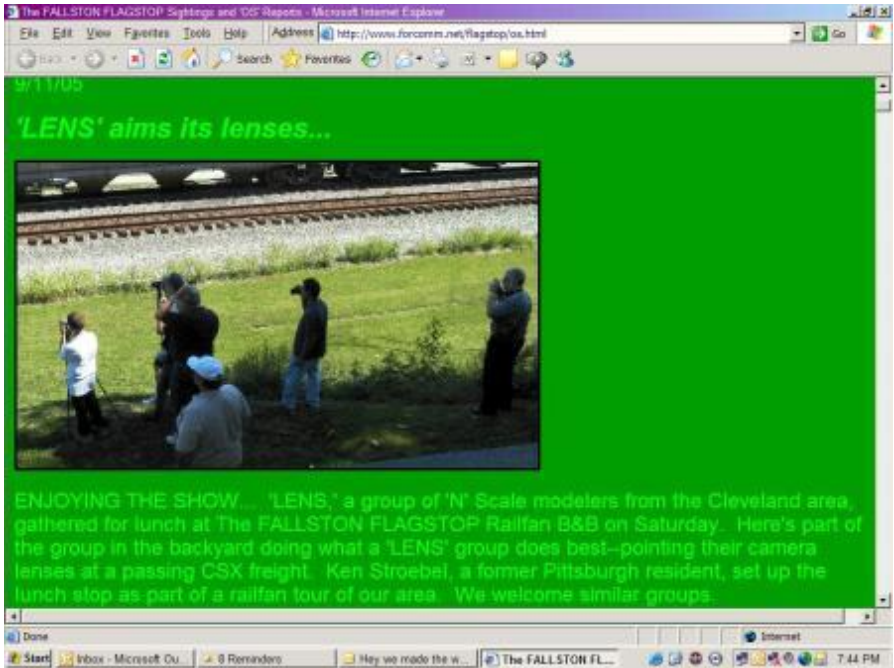 The FALLSTON FLAGSTOP Sightings and 'OS' Reports - Microsoft Internet Explorer
File Edit View Favorites Tools Help Address http://www.forcomm.net/flagstop/os.html Go
Back Search Favorites
9/11/05
'LENS' aims its lenses...
ENJOYING THE SHOW... 'LENS,' a group of 'N' Scale modelers from the Cleveland area,
gathered for lunch at The FALLSTON FLAGSTOP Railfan B&B on Saturday. Here's part of
the group in the backyard doing what a 'LENS' group does best--pointing their camera
lenses at a passing CSX freight. Ken Stroebel, a former Pittsburgh resident, set up the
lunch stop as part of a railfan tour of our area. We welcome similar groups.
Done Internet
Start Inbox - Microsoft Ou... 8 Reminders Hey we made the w... The FALLSTON FL... 7:44 PM